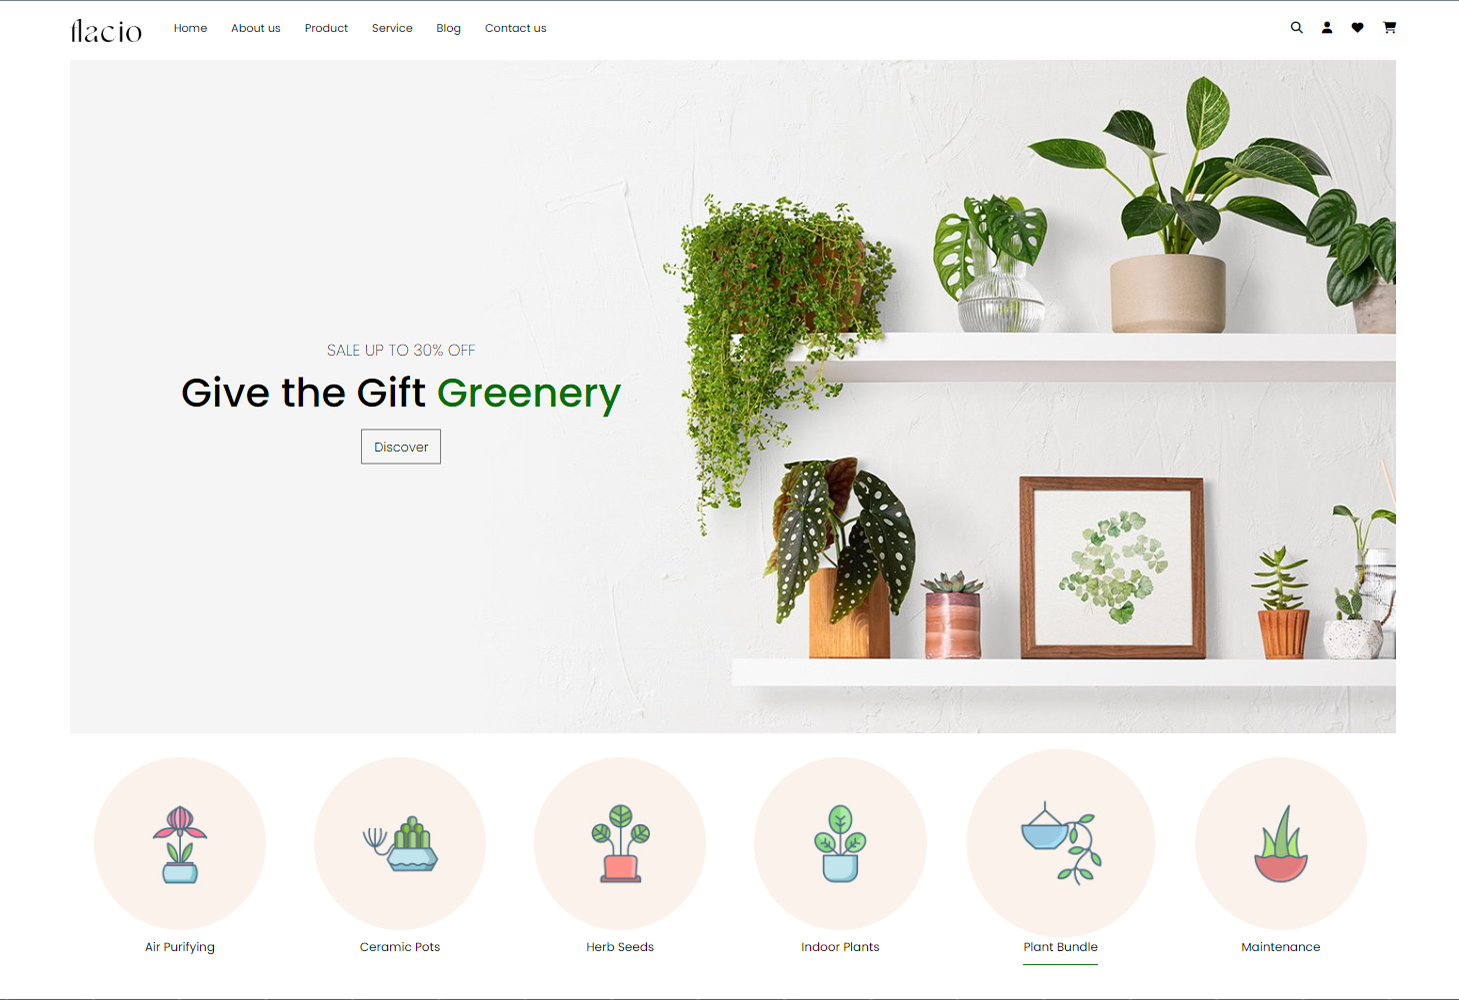 flacio Home About us Product Service Blog Contact us
SALE UP TO 30% OFF
Give the Gift Greenery
Discover
Air Purifying Ceramic Pots Herb Seeds Indoor Plants Plant Bundle Maintenance